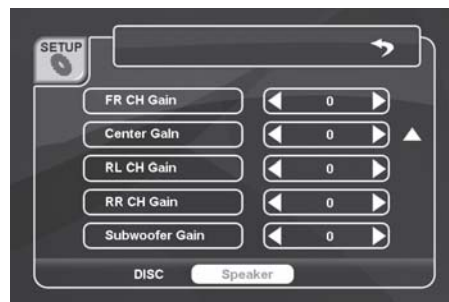 SETUP
FR CH Gain 0
Center Galn 0
RL CH Gain 0
RR CH Gain 0
Subwoofer Gain 0
DISC Speaker